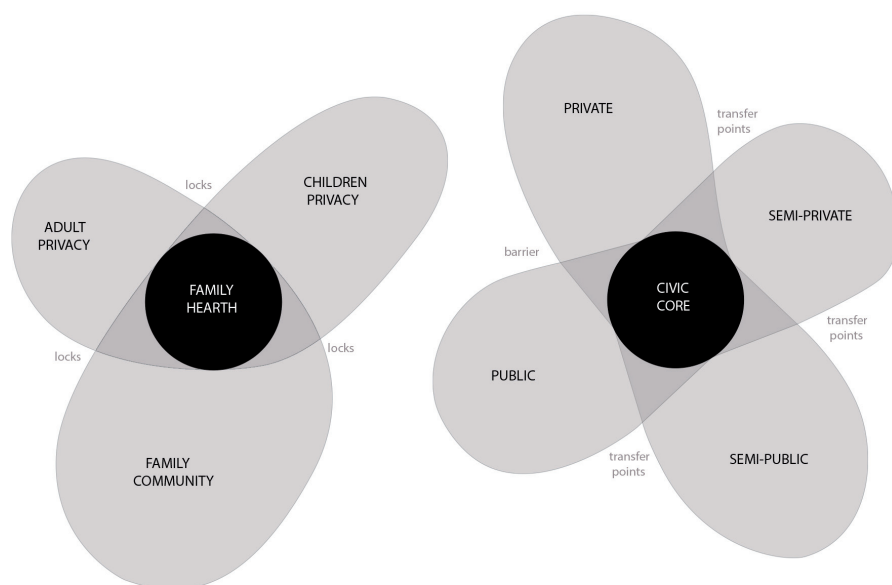 locks
CHILDREN
PRIVACY
ADULT
PRIVACY
FAMILY
HEARTH
locks
locks
FAMILY
COMMUNITY
PRIVATE
transfer
points
SEMI-PRIVATE
barrier
CIVIC
CORE
transfer
points
PUBLIC
transfer
points
SEMI-PUBLIC